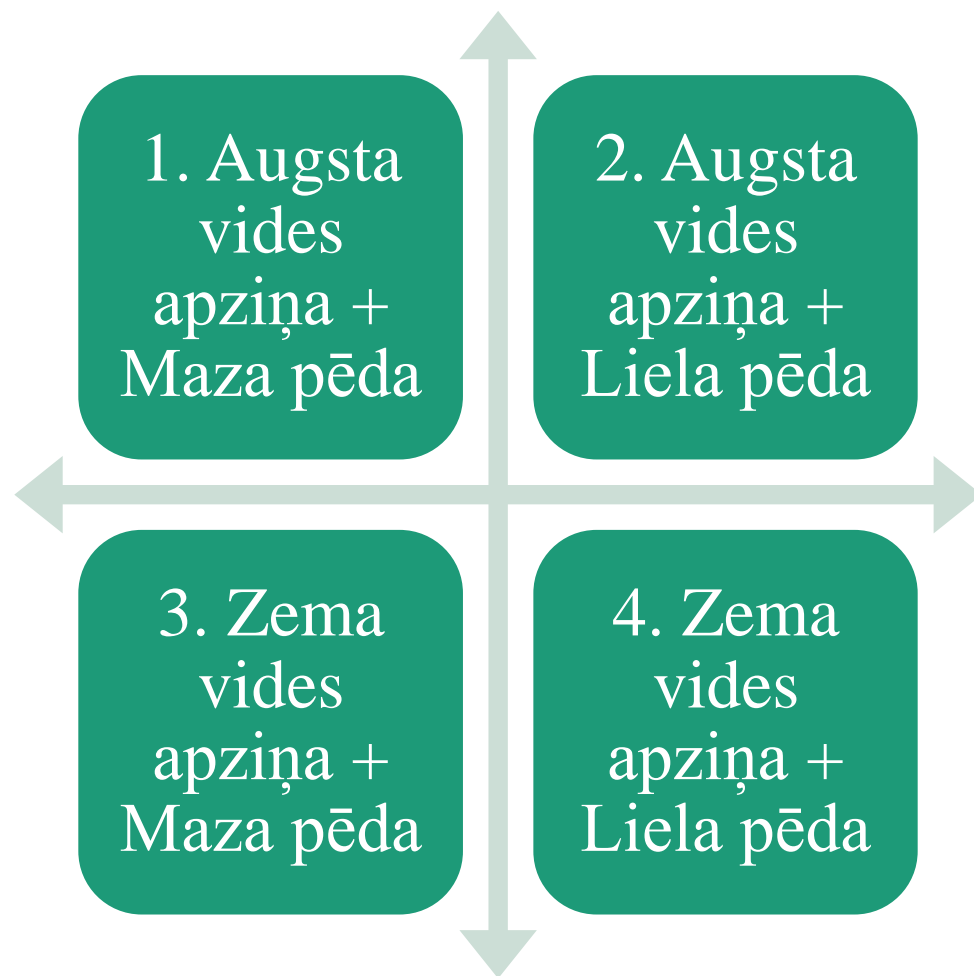 1. Augsta
vides
apziņa +
Maza pēda
2. Augsta
vides
apziņa +
Liela pēda
3. Zema
vides
apziņa +
Maza pēda
4. Zema
vides
apziņa +
Liela pēda